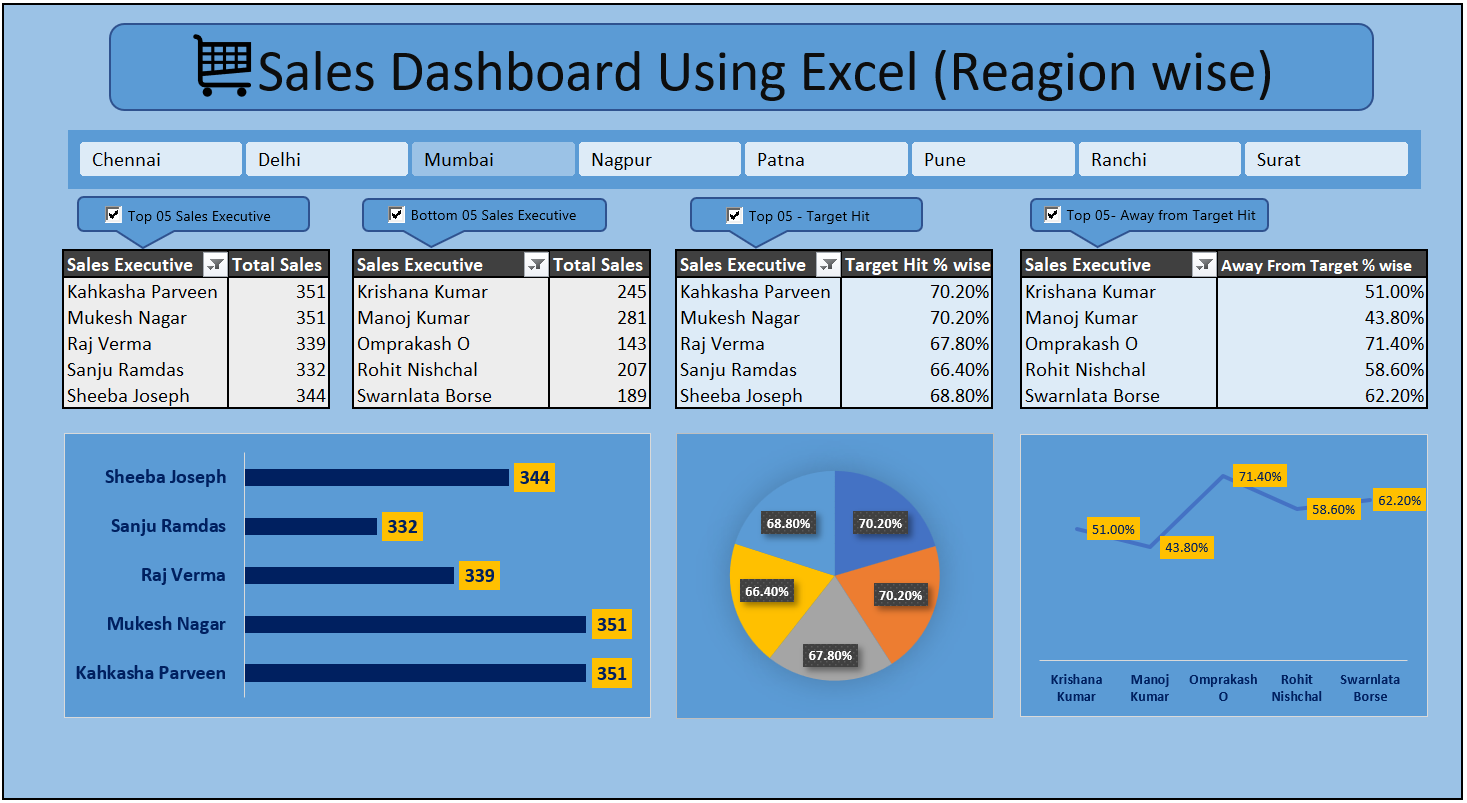 Sales Dashboard Using Excel (Reagion wise)
Chennai Delhi Mumbai Nagpur Patna Pune Ranchi Surat
Top 05 Sales Executive
Bottom 05 Sales Executive
Top 05 - Target Hit
Top 05- Away from Target Hit
Sales Executive Total Sales
Kahkasha Parveen 351
Mukesh Nagar 351
Raj Verma 339
Sanju Ramdas 332
Sheeba Joseph 344
Sales Executive Total Sales
Krishana Kumar 245
Manoj Kumar 281
Omprakash O 143
Rohit Nishchal 207
Swarnlata Borse 189
Sales Executive Target Hit % wise
Kahkasha Parveen 70.20%
Mukesh Nagar 70.20%
Raj Verma 67.80%
Sanju Ramdas 66.40%
Sheeba Joseph 68.80%
Sales Executive Away From Target % wise
Krishana Kumar 51.00%
Manoj Kumar 43.80%
Omprakash O 71.40%
Rohit Nishchal 58.60%
Swarnlata Borse 62.20%
Sheeba Joseph 344
Sanju Ramdas 332
Raj Verma 339
Mukesh Nagar 351
Kahkasha Parveen 351
68.80% 70.20%
66.40% 70.20%
67.80%
71.40%
62.20%
58.60%
51.00%
43.80%
Krishana Manoj Omprakash Rohit Swarnlata
Kumar Kumar O Nishchal Borse